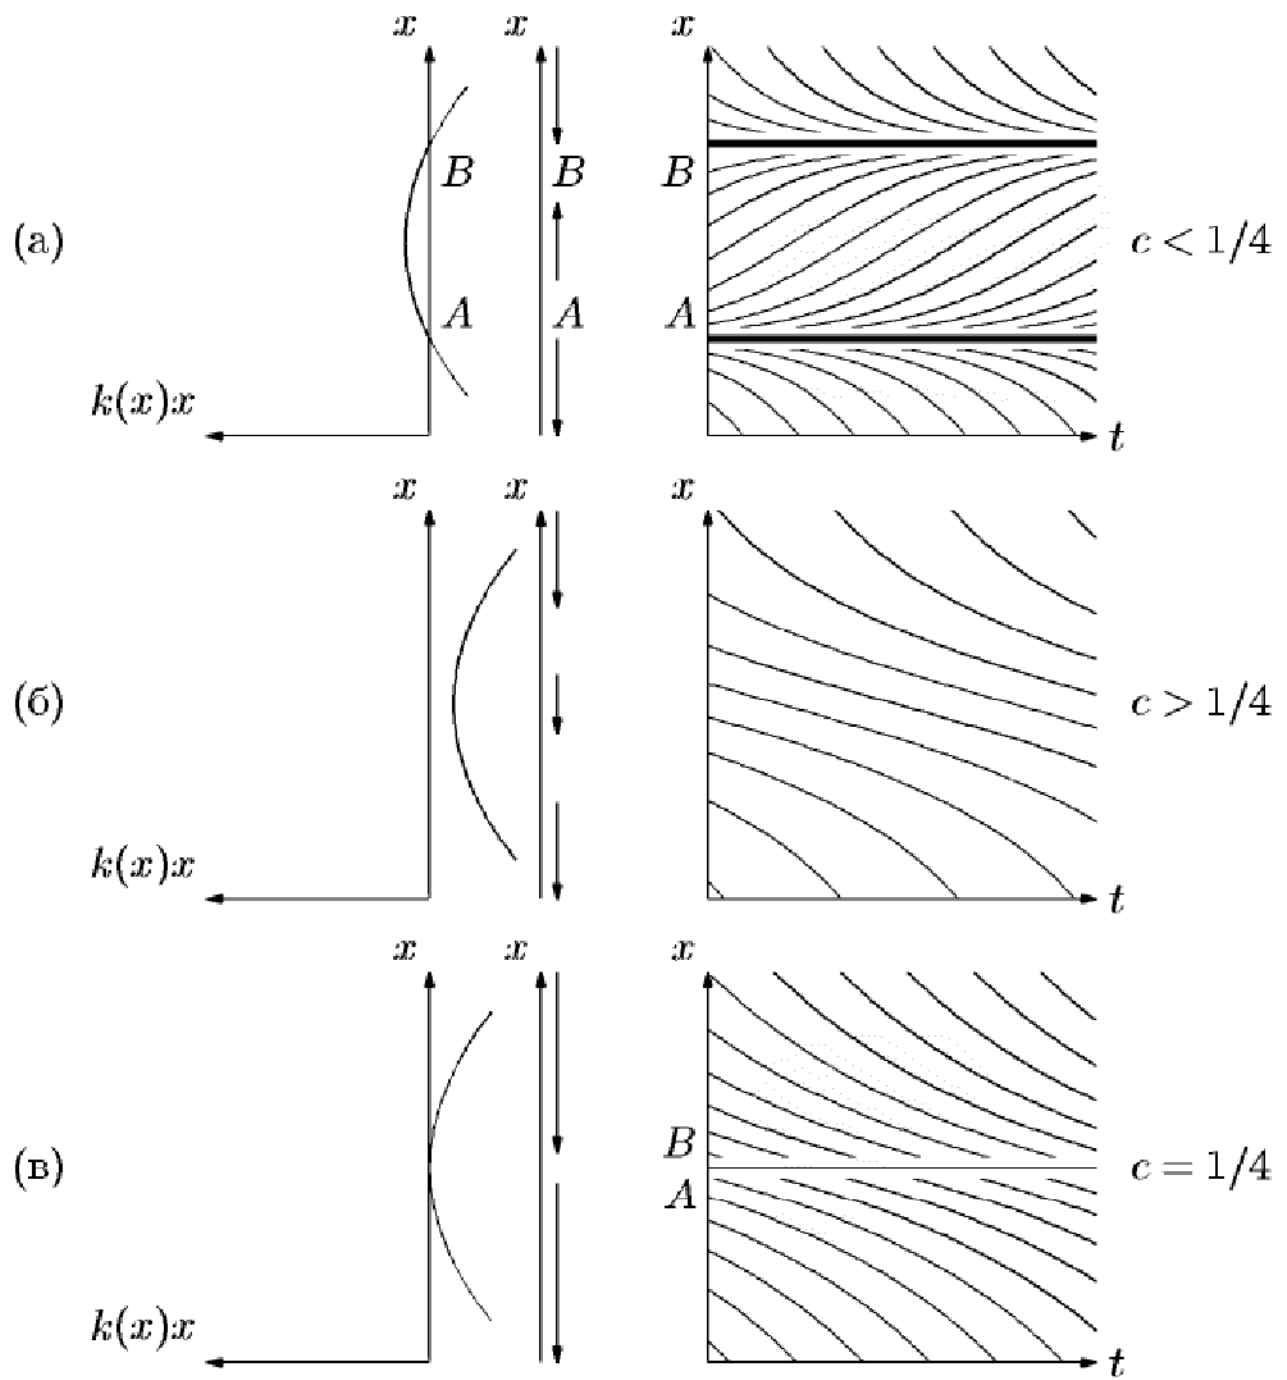 x x x
B B B
(а) c < 1/4
A A A
k(x)x
t
x x x
(б) c > 1/4
k(x)x
t
x x x
B
(в) c = 1/4
A
k(x)x
t